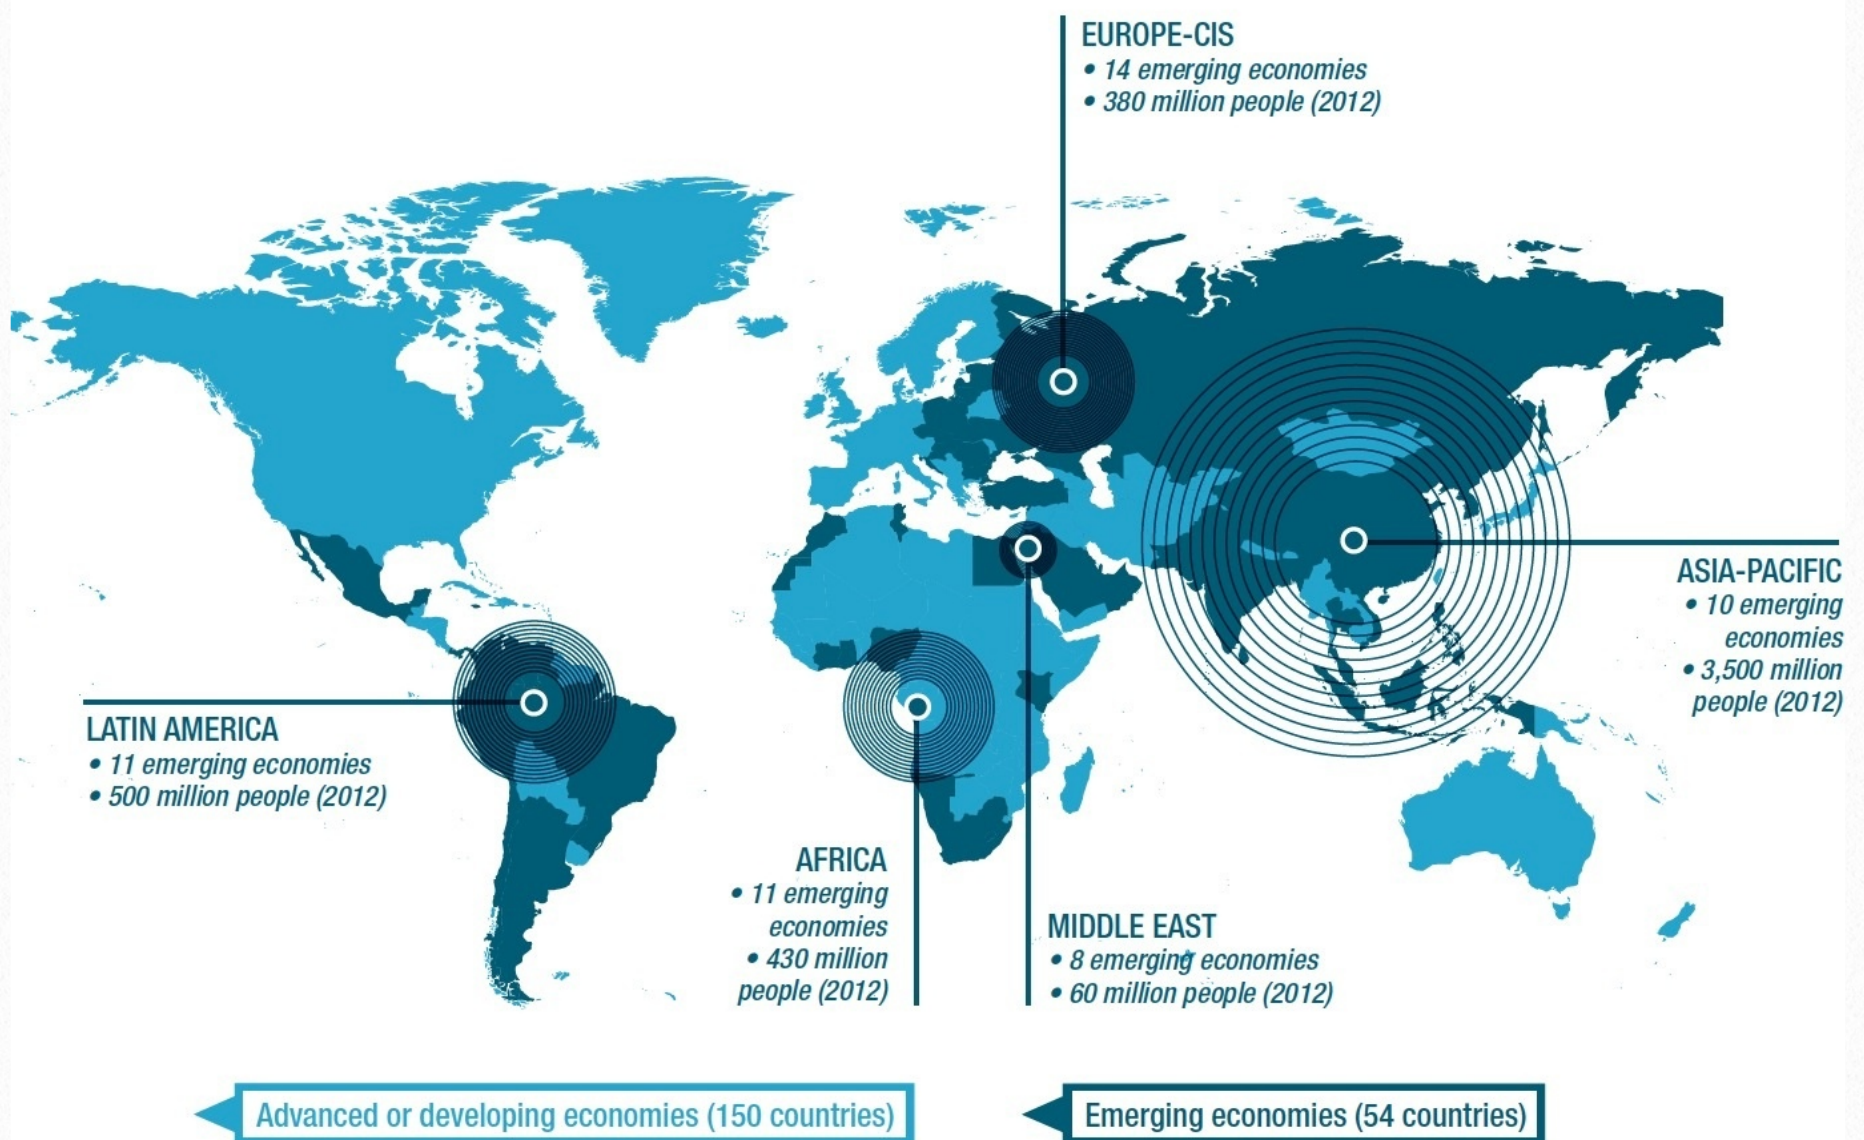 EUROPE-CIS
• 14 emerging economies
• 380 million people (2012)
ASIA-PACIFIC
• 10 emerging
economies
• 3,500 million
people (2012)
LATIN AMERICA
• 11 emerging economies
• 500 million people (2012)
AFRICA
• 11 emerging
economies
• 430 million
people (2012)
MIDDLE EAST
• 8 emerging economies
• 60 million people (2012)
Advanced or developing economies (150 countries)
Emerging economies (54 countries)